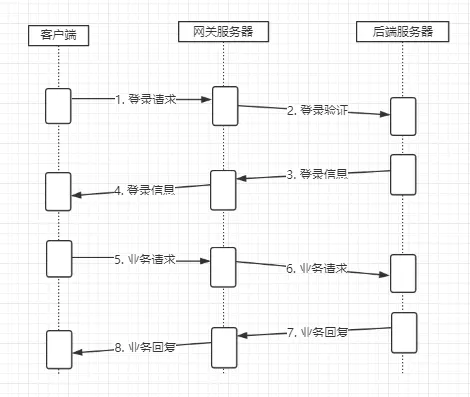 客户端
网关服务器
后端服务器
1. 登录请求
2. 登录验证
3. 登录信息
4. 登录信息
5. 业务请求
6. 业务请求
7. 业务回复
8. 业务回复